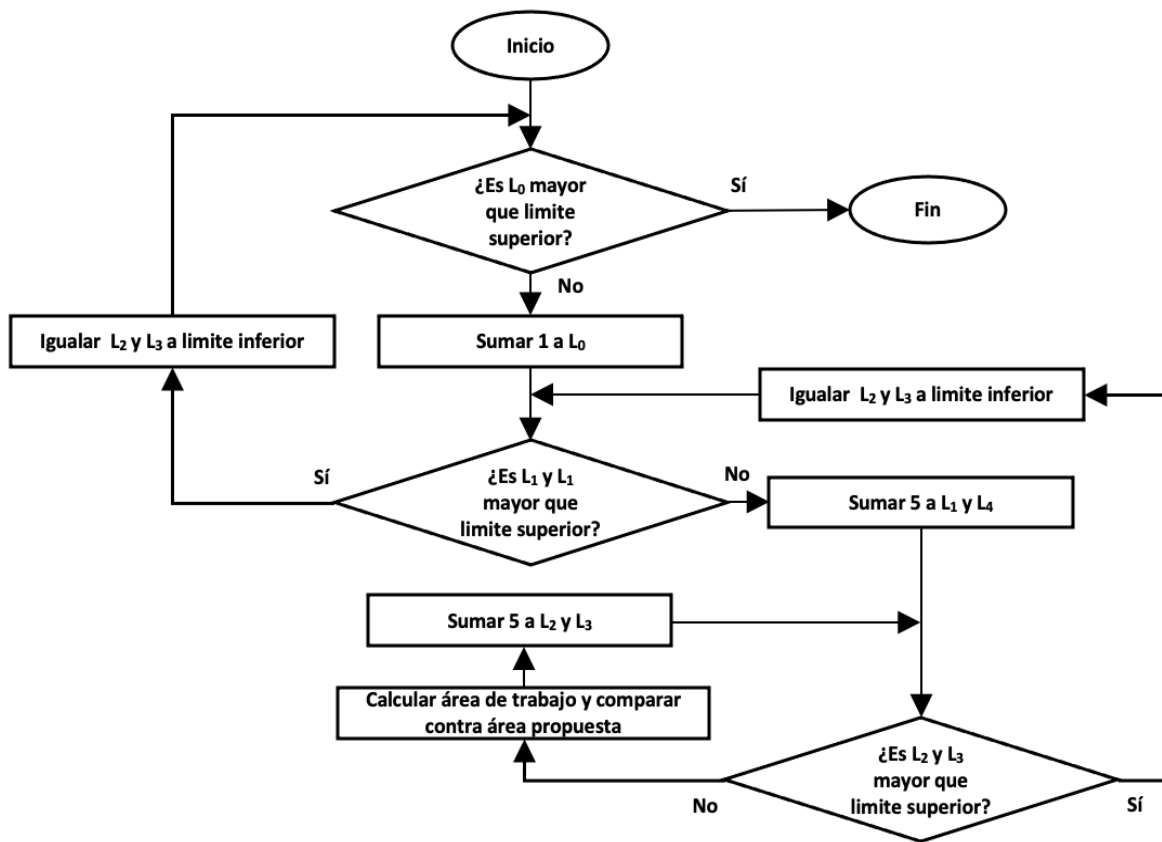 Inicio
¿Es L₀ mayor
que limite
superior?
Sí
Fin
No
Igualar L₂ y L₃ a limite inferior
Sumar 1 a L₀
Igualar L₂ y L₃ a limite inferior
Sí
¿Es L₁ y L₁
mayor que
limite superior?
No
Sumar 5 a L₁ y L₄
Sumar 5 a L₂ y L₃
Calcular área de trabajo y comparar
contra área propuesta
¿Es L₂ y L₃
mayor que
limite superior?
No
Sí